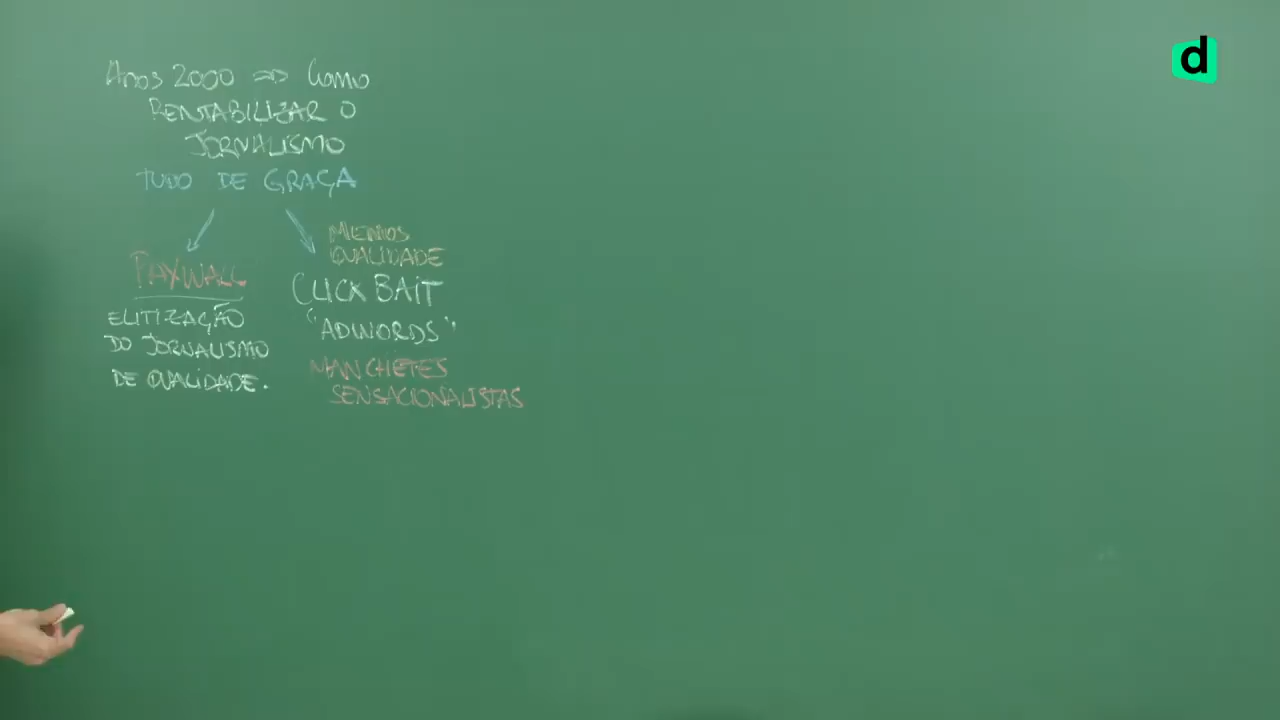 Anos 2000 => Como
RENTABILIZAR O
JORNALISMO
TUDO DE GRAÇA
PAYWALL
ELITIZAÇÃO
DO JORNALISMO
DE QUALIDADE.
MENOS
QUALIDADE
CLICK BAIT
"ADWORDS"
MANCHETES
SENSACIONALISTAS
d